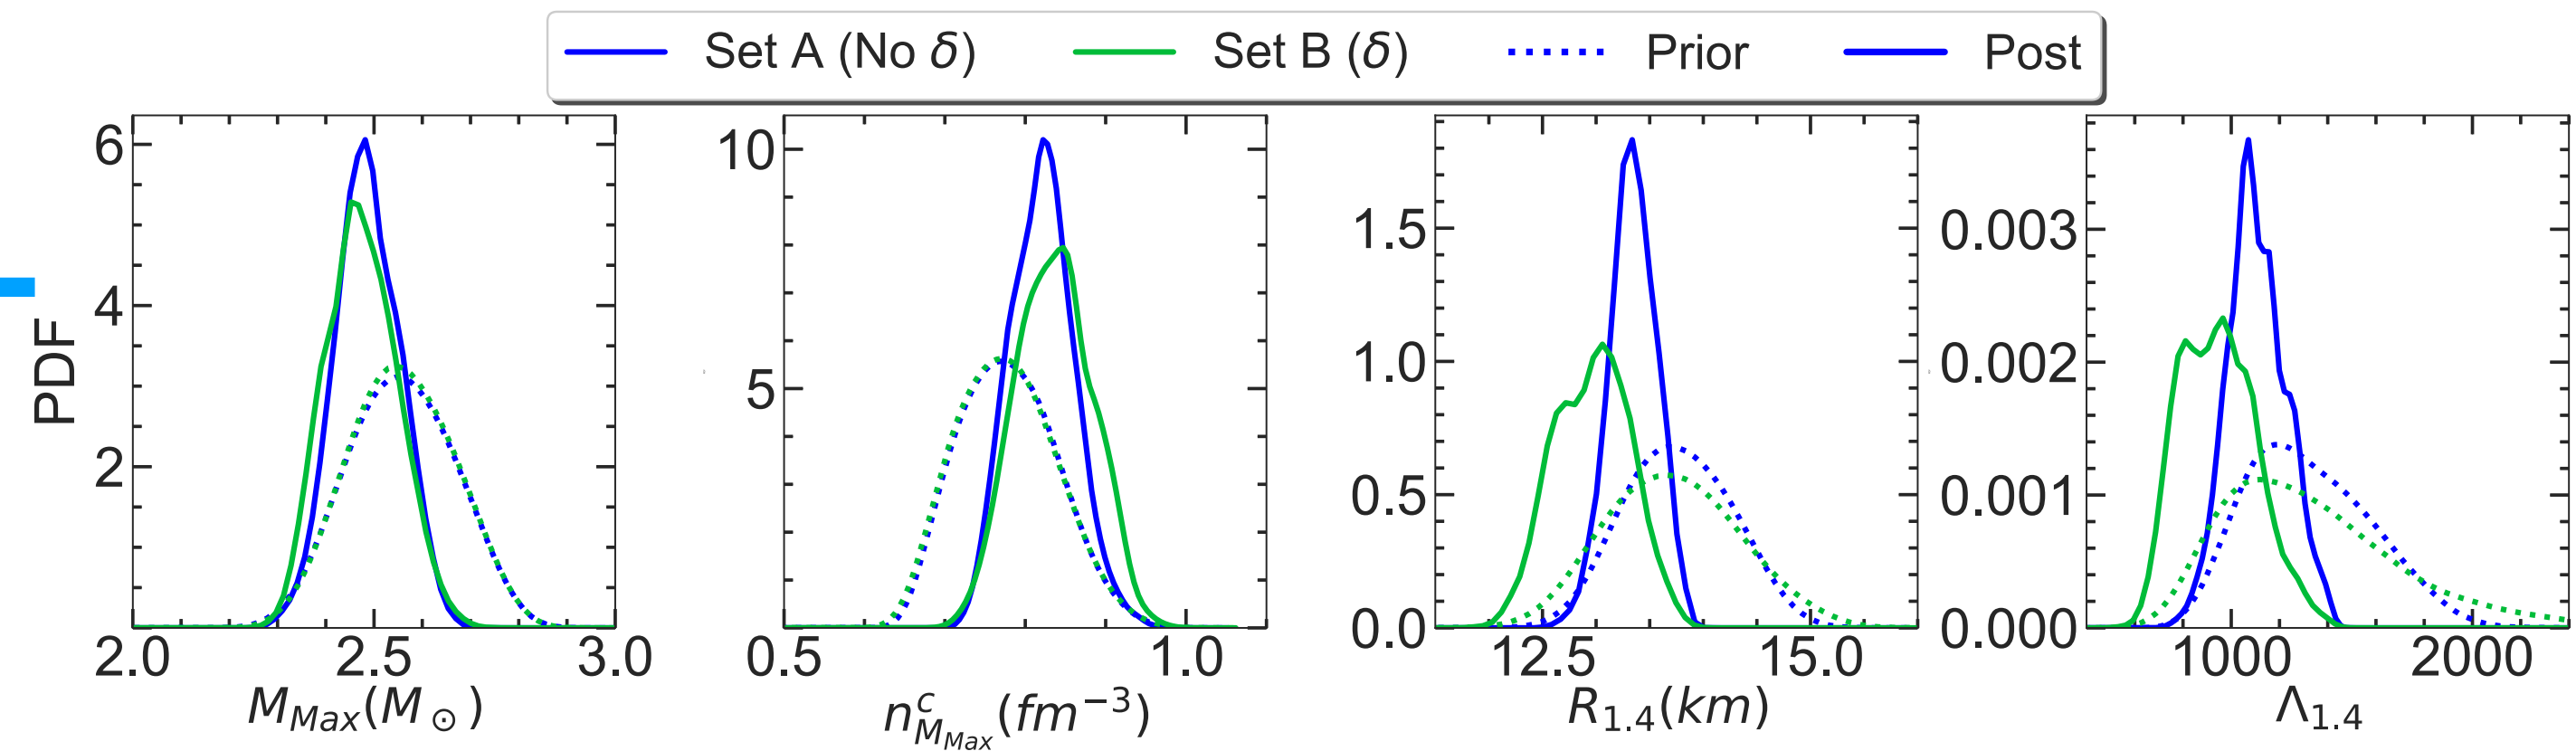 Set A (No δ) Set B (δ) Prior Post
PDF
6
4
2
2.0 2.5 3.0
M_Max(M_⊙)
10
5
0.5 1.0
n^c_{M_Max}(fm^−3)
1.5
1.0
0.5
0.0
12.5 15.0
R_1.4(km)
0.003
0.002
0.001
0.000
1000 2000
Λ_1.4